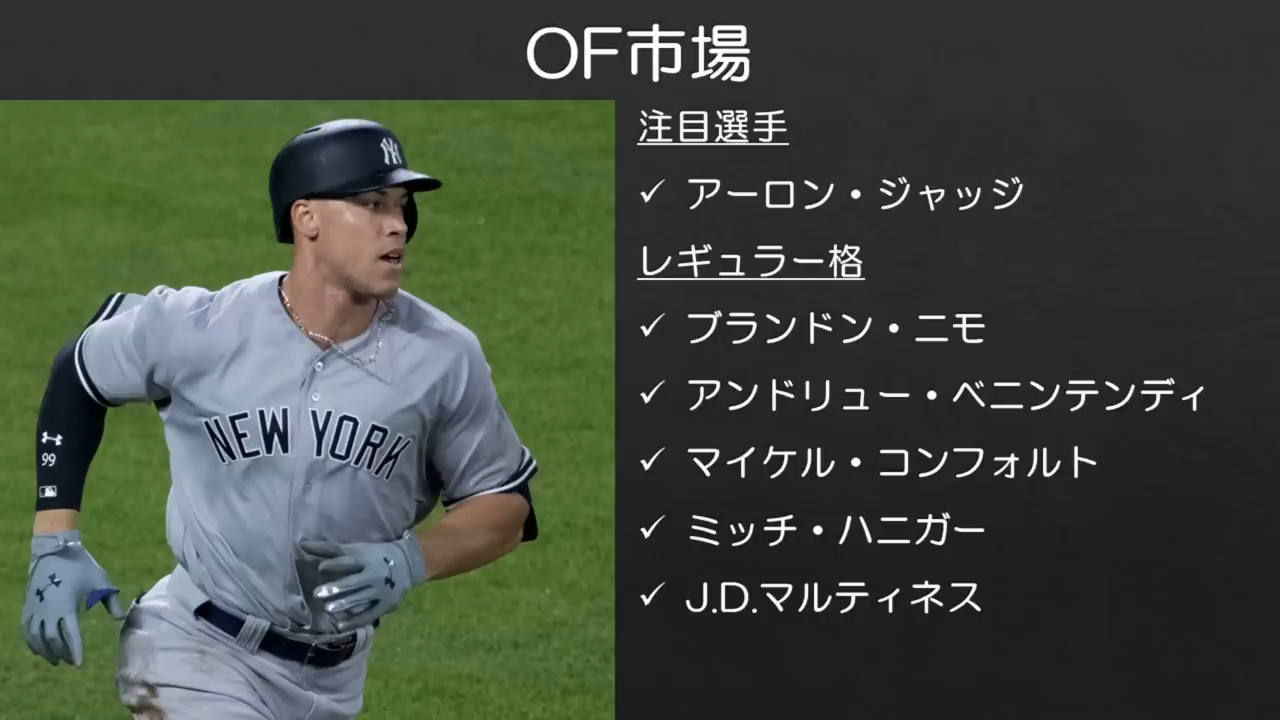 OF市場
注目選手
✓ アーロン・ジャッジ
レギュラー格
✓ ブランドン・ニモ
✓ アンドリュー・ベニンテンディ
✓ マイケル・コンフォルト
✓ ミッチ・ハニガー
✓ J.D.マルティネス
NY
NEW YORK
99